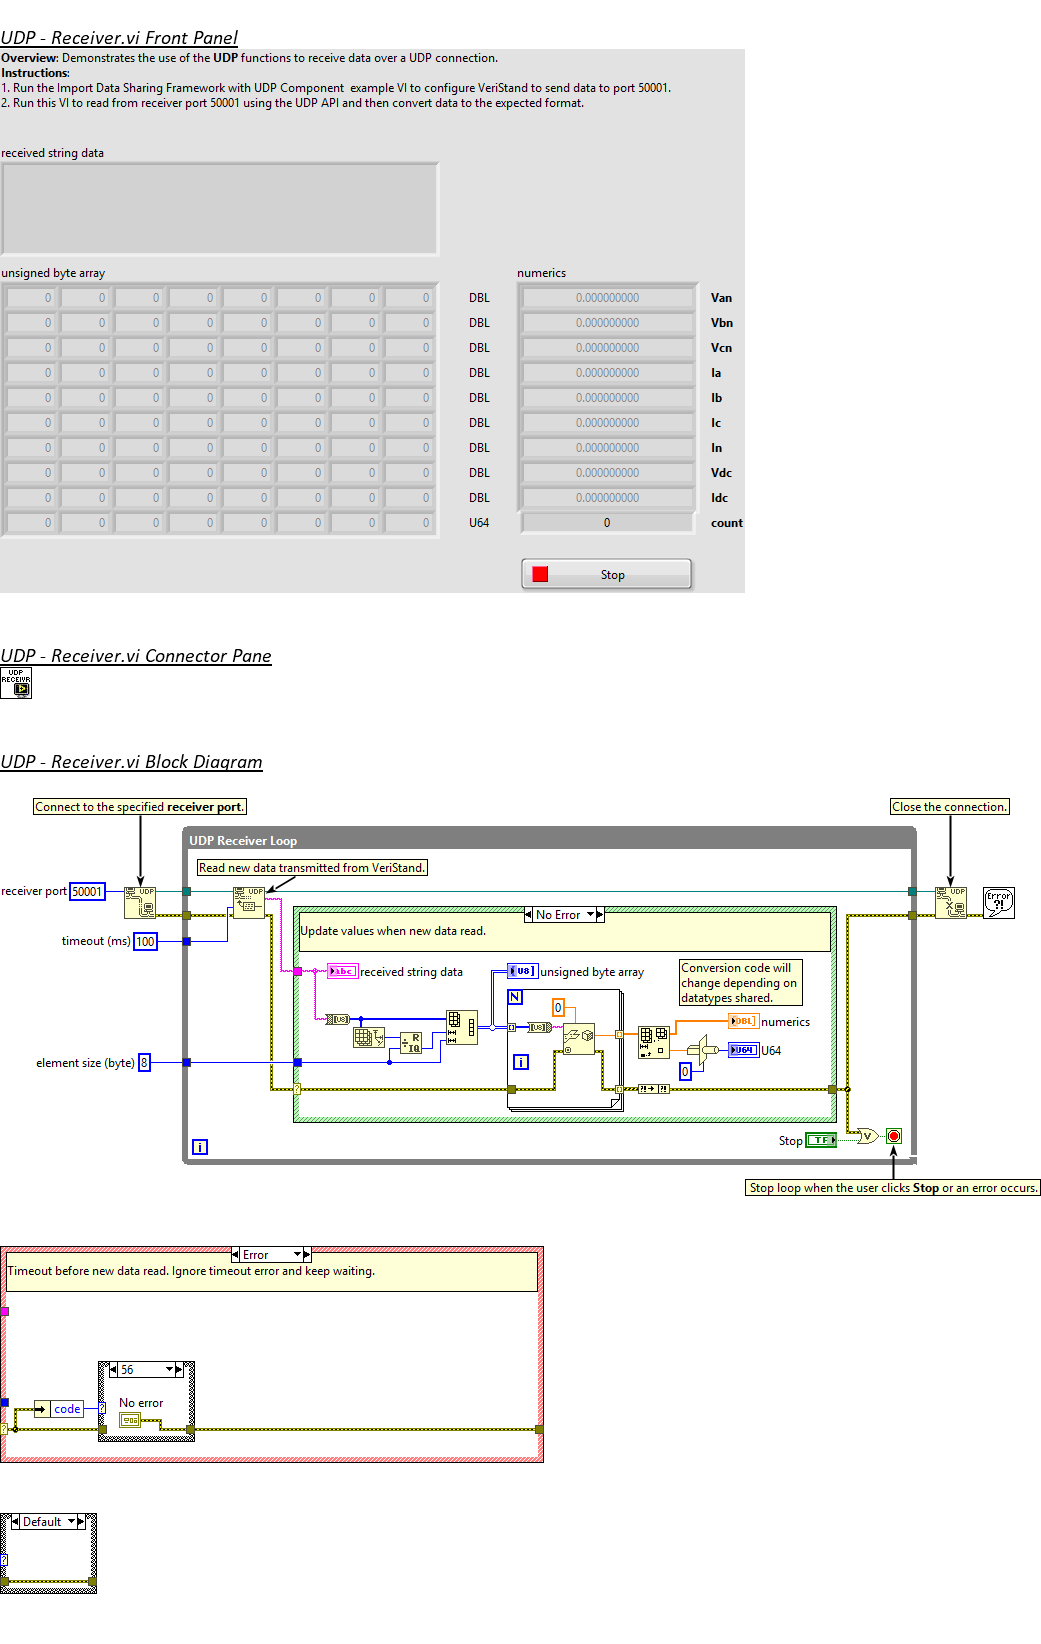 UDP - Receiver.vi Front Panel
Overview: Demonstrates the use of the UDP functions to receive data over a UDP connection.
Instructions:
1. Run the Import Data Sharing Framework with UDP Component  example VI to configure VeriStand to send data to port 50001.
2. Run this VI to read from receiver port 50001 using the UDP API and then convert data to the expected format.
received string data
unsigned byte array numerics
0 0 0 0 0 0 0 0 DBL 0.000000000 Van
0 0 0 0 0 0 0 0 DBL 0.000000000 Vbn
0 0 0 0 0 0 0 0 DBL 0.000000000 Vcn
0 0 0 0 0 0 0 0 DBL 0.000000000 Ia
0 0 0 0 0 0 0 0 DBL 0.000000000 Ib
0 0 0 0 0 0 0 0 DBL 0.000000000 Ic
0 0 0 0 0 0 0 0 DBL 0.000000000 In
0 0 0 0 0 0 0 0 DBL 0.000000000 Vdc
0 0 0 0 0 0 0 0 DBL 0.000000000 Idc
0 0 0 0 0 0 0 0 U64 0 count
Stop
UDP - Receiver.vi Connector Pane
UDP
RECEIVR
UDP - Receiver.vi Block Diagram
Connect to the specified receiver port.
Close the connection.
UDP Receiver Loop
Read new data transmitted from VeriStand.
receiver port 50001
UDP
UDP
UDP
Error
?!
No Error
Update values when new data read.
timeout (ms) 100
abc received string data
U8] unsigned byte array
Conversion code will
change depending on
datatypes shared.
N
0
[U8]
[U8]
DBL] numerics
R
IQ
i
U64 U64
element size (byte) 8
0
?! ?!
?
Stop TF
V
i
Stop loop when the user clicks Stop or an error occurs.
Error
Timeout before new data read. Ignore timeout error and keep waiting.
56
No error
code
?
?
Default
?